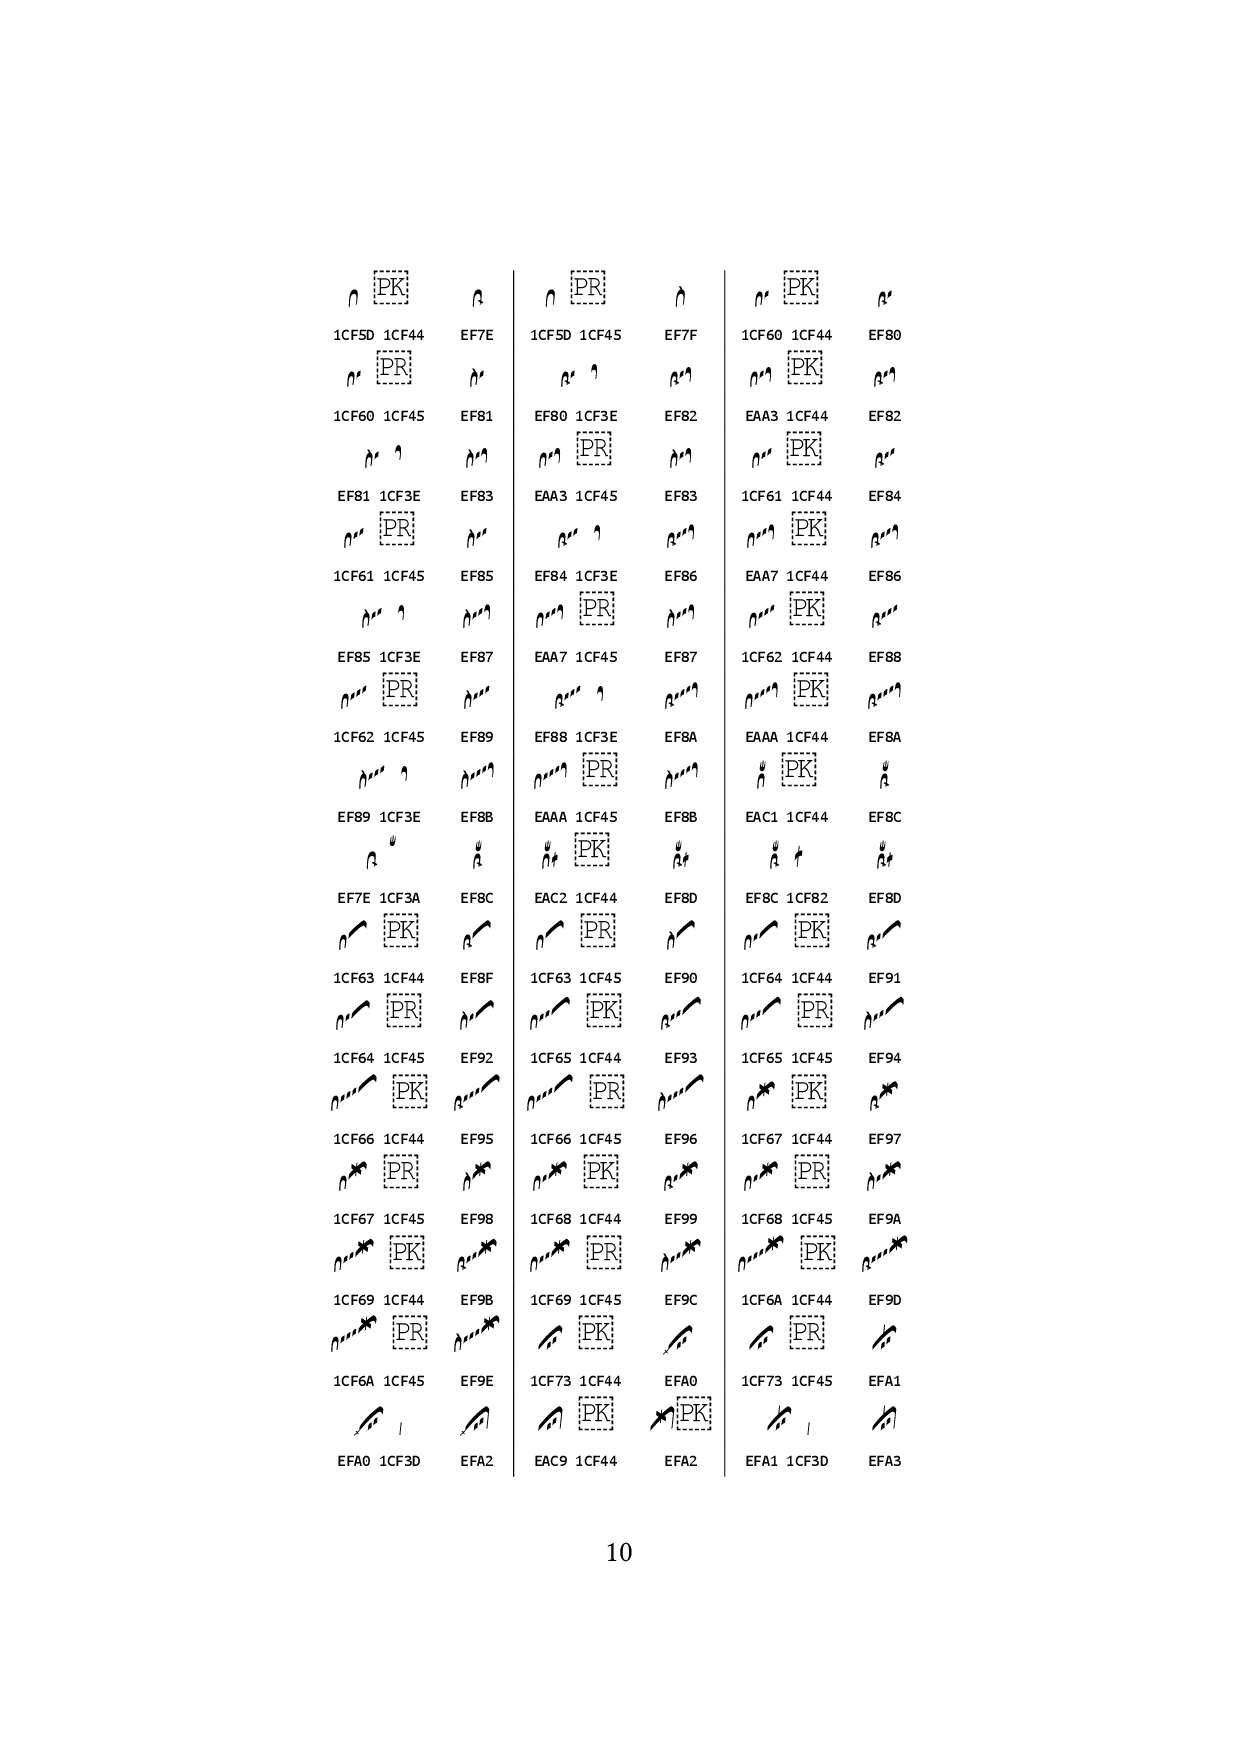 PK PR PK
1CF5D 1CF44 EF7E 1CF5D 1CF45 EF7F 1CF60 1CF44 EF80
PR PK
1CF60 1CF45 EF81 EF80 1CF3E EF82 EAA3 1CF44 EF82
PR PK
EF81 1CF3E EF83 EAA3 1CF45 EF83 1CF61 1CF44 EF84
PR PK
1CF61 1CF45 EF85 EF84 1CF3E EF86 EAA7 1CF44 EF86
PR PK
EF85 1CF3E EF87 EAA7 1CF45 EF87 1CF62 1CF44 EF88
PR PK
1CF62 1CF45 EF89 EF88 1CF3E EF8A EAAA 1CF44 EF8A
PR PK
EF89 1CF3E EF8B EAAA 1CF45 EF8B EAC1 1CF44 EF8C
PK
EF7E 1CF3A EF8C EAC2 1CF44 EF8D EF8C 1CF82 EF8D
PK PR PK
1CF63 1CF44 EF8F 1CF63 1CF45 EF90 1CF64 1CF44 EF91
PR PK PR
1CF64 1CF45 EF92 1CF65 1CF44 EF93 1CF65 1CF45 EF94
PK PR PK
1CF66 1CF44 EF95 1CF66 1CF45 EF96 1CF67 1CF44 EF97
PR PK PR
1CF67 1CF45 EF98 1CF68 1CF44 EF99 1CF68 1CF45 EF9A
PK PR PK
1CF69 1CF44 EF9B 1CF69 1CF45 EF9C 1CF6A 1CF44 EF9D
PR PK PR
1CF6A 1CF45 EF9E 1CF73 1CF44 EFA0 1CF73 1CF45 EFA1
PK PK
EFA0 1CF3D EFA2 EAC9 1CF44 EFA2 EFA1 1CF3D EFA3
10